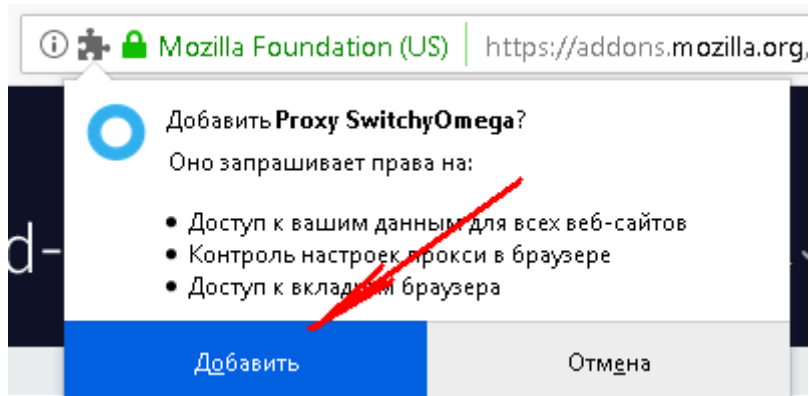 Mozilla Foundation (US) https://addons.mozilla.org
Добавить Proxy SwitchyOmega?
Оно запрашивает права на:
• Доступ к вашим данным для всех веб-сайтов
• Контроль настроек прокси в браузере
• Доступ к вкладкам браузера
d-
Добавить
Отмена